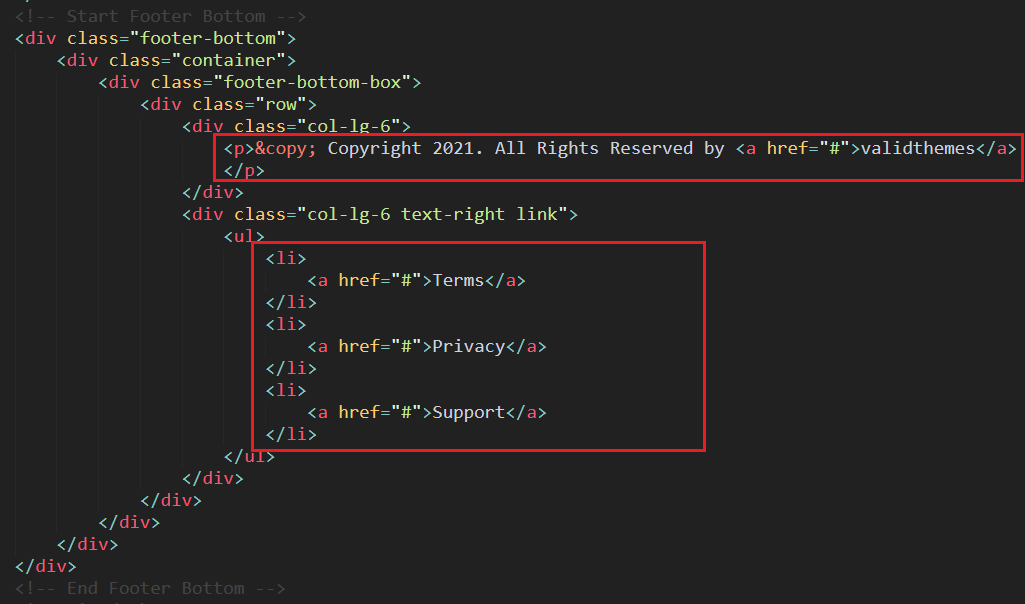 <!-- Start Footer Bottom -->
<div class="footer-bottom">
    <div class="container">
        <div class="footer-bottom-box">
            <div class="row">
                <div class="col-lg-6">
                    <p>&copy; Copyright 2021. All Rights Reserved by <a href="#">validthemes</a>
                    </p>
                </div>
                <div class="col-lg-6 text-right link">
                    <ul>
                        <li>
                            <a href="#">Terms</a>
                        </li>
                        <li>
                            <a href="#">Privacy</a>
                        </li>
                        <li>
                            <a href="#">Support</a>
                        </li>
                    </ul>
                </div>
            </div>
        </div>
    </div>
</div>
<!-- End Footer Bottom -->